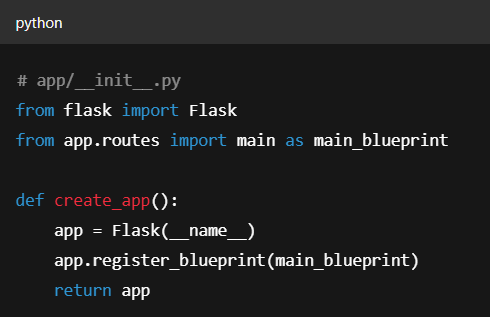 python
# app/__init__.py
from flask import Flask
from app.routes import main as main_blueprint
def create_app():
    app = Flask(__name__)
    app.register_blueprint(main_blueprint)
    return app